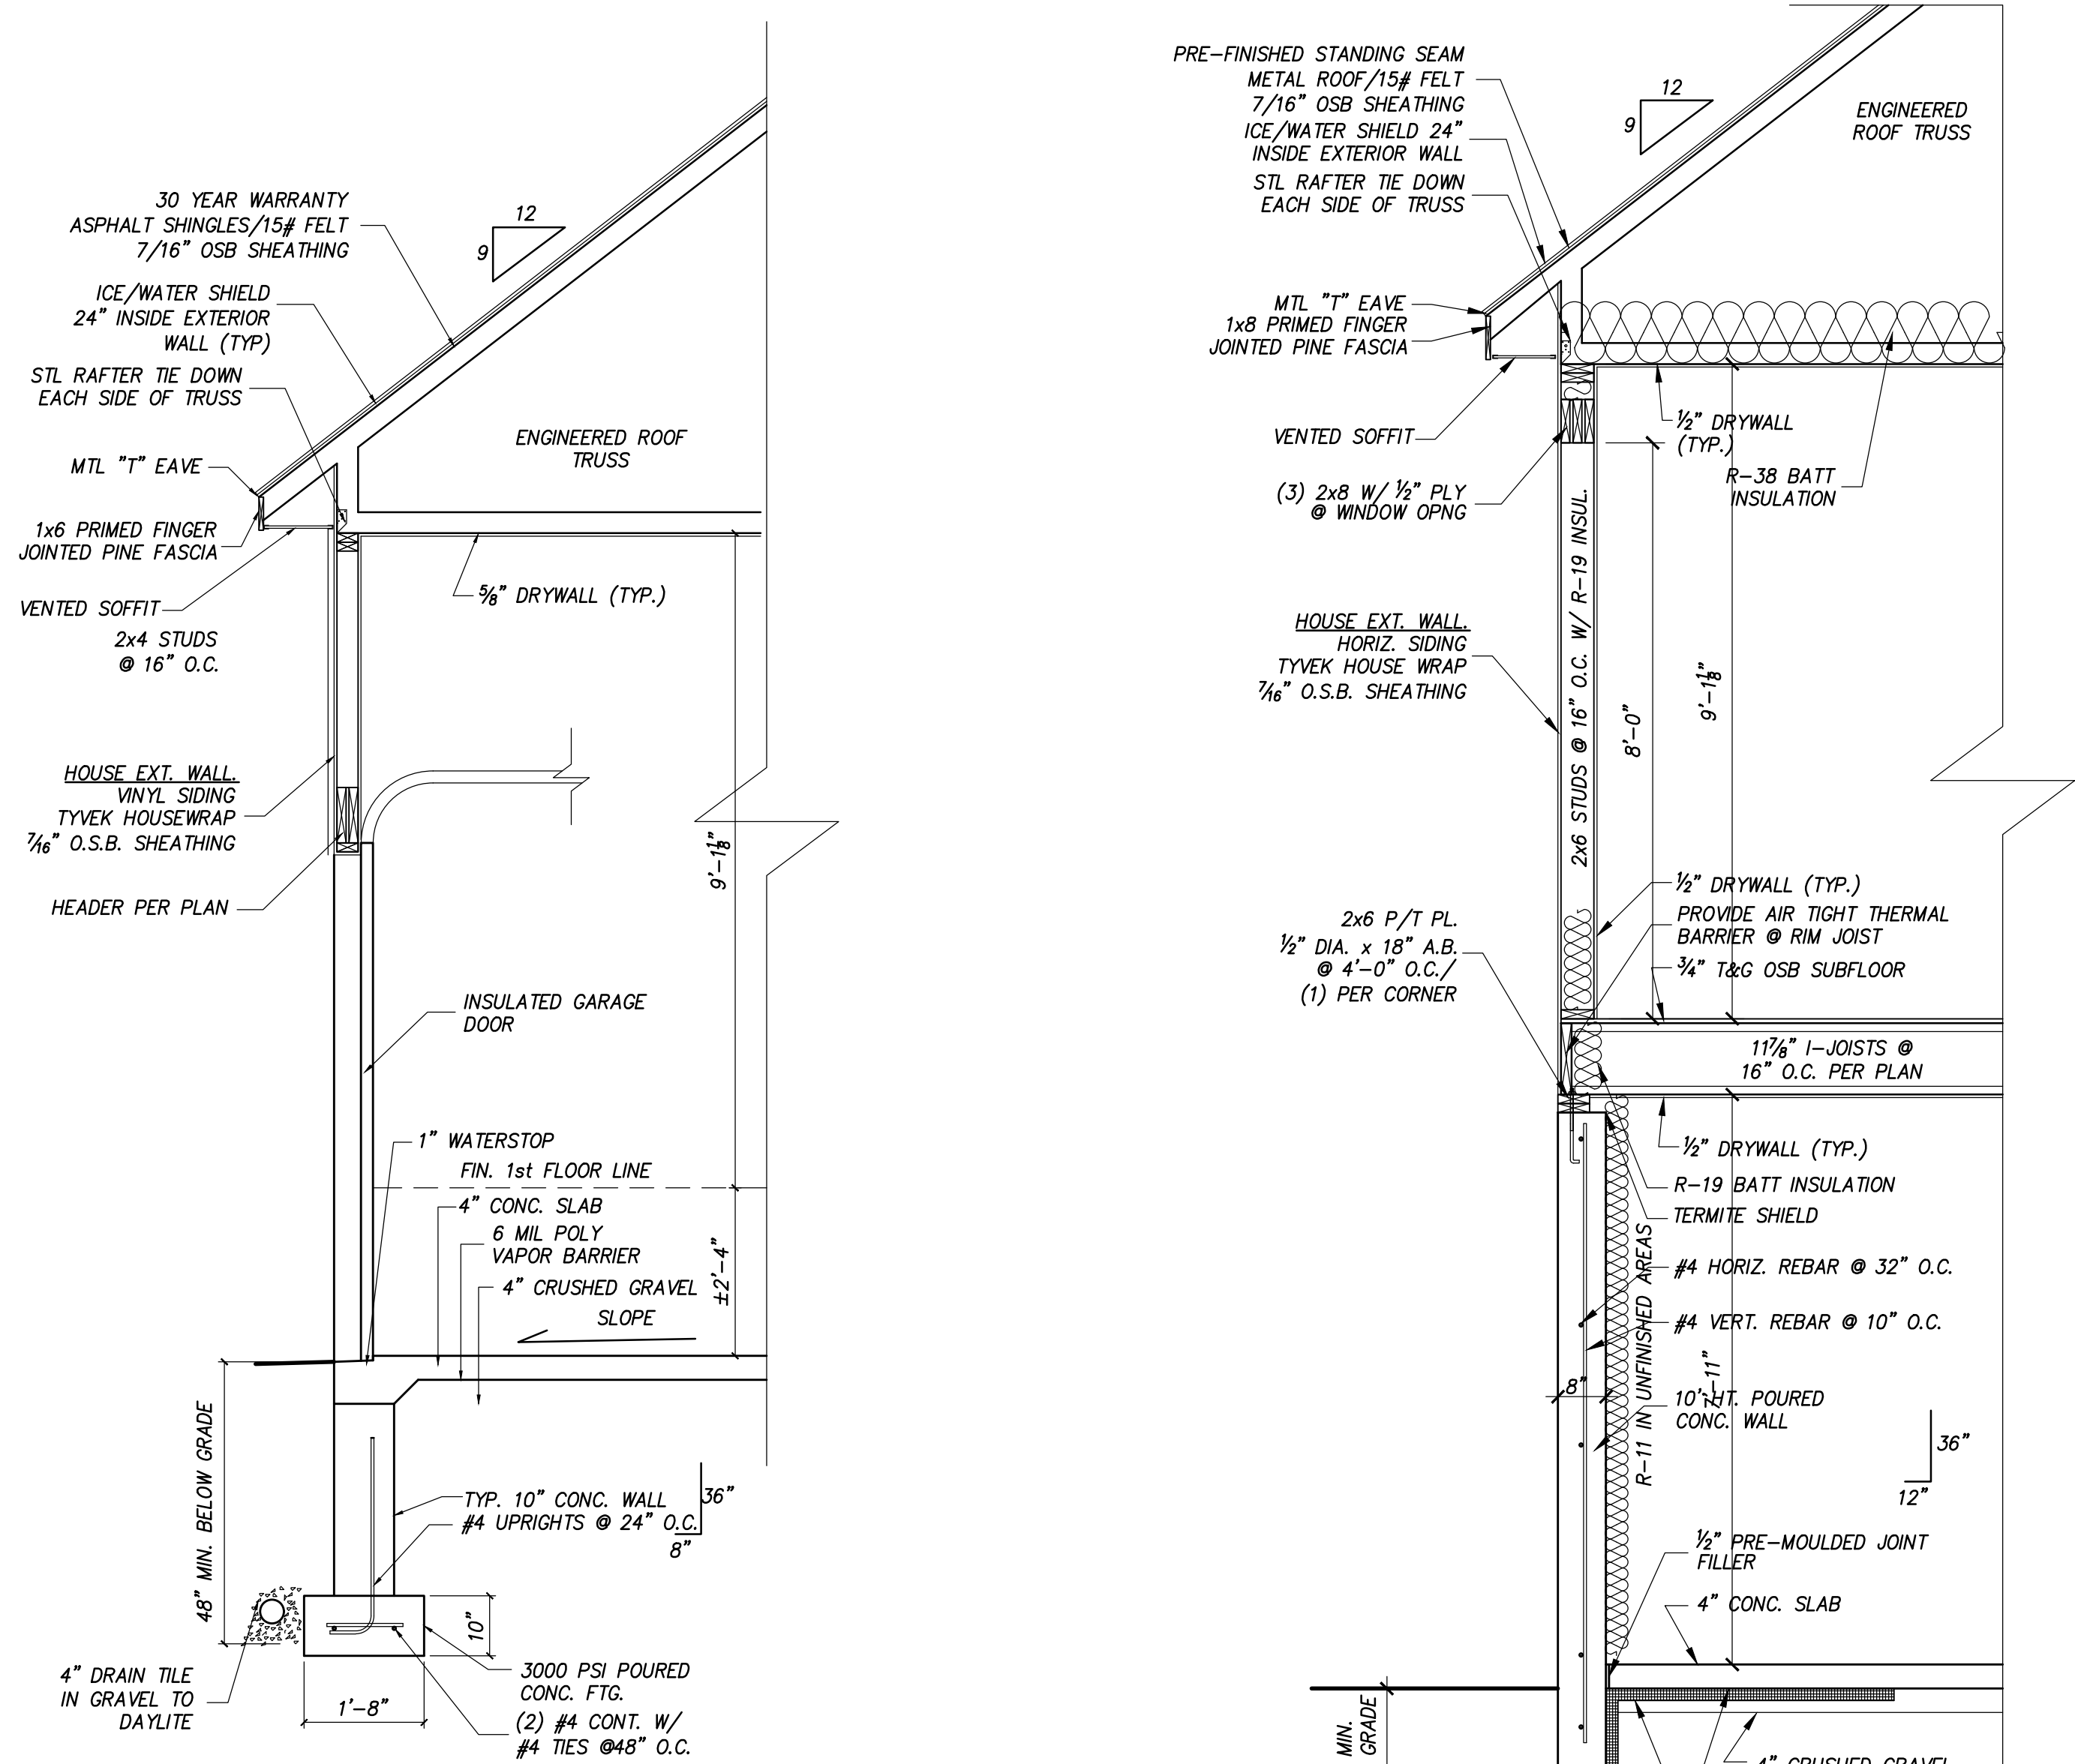 30 YEAR WARRANTY
ASPHALT SHINGLES/15# FELT
7/16" OSB SHEATHING
12
9
ICE/WATER SHIELD
24" INSIDE EXTERIOR
WALL (TYP)
STL RAFTER TIE DOWN
EACH SIDE OF TRUSS
ENGINEERED ROOF
TRUSS
MTL "T" EAVE
1x6 PRIMED FINGER
JOINTED PINE FASCIA
VENTED SOFFIT
5/8" DRYWALL (TYP.)
2x4 STUDS
@ 16" O.C.
HOUSE EXT. WALL.
VINYL SIDING
TYVEK HOUSEWRAP
7/16" O.S.B. SHEATHING
9'-1 1/8"
HEADER PER PLAN
INSULATED GARAGE
DOOR
1" WATERSTOP
FIN. 1st FLOOR LINE
4" CONC. SLAB
6 MIL POLY
VAPOR BARRIER
±2'-4"
4" CRUSHED GRAVEL
SLOPE
48" MIN. BELOW GRADE
TYP. 10" CONC. WALL
#4 UPRIGHTS @ 24" O.C.
36"
8"
10"
4" DRAIN TILE
IN GRAVEL TO
DAYLITE
1'-8"
3000 PSI POURED
CONC. FTG.
(2) #4 CONT. W/
#4 TIES @48" O.C.
PRE-FINISHED STANDING SEAM
METAL ROOF/15# FELT
7/16" OSB SHEATHING
ICE/WATER SHIELD 24"
INSIDE EXTERIOR WALL
STL RAFTER TIE DOWN
EACH SIDE OF TRUSS
12
9
ENGINEERED
ROOF TRUSS
MTL "T" EAVE
1x8 PRIMED FINGER
JOINTED PINE FASCIA
VENTED SOFFIT
1/2" DRYWALL
(TYP.)
R-38 BATT
INSULATION
(3) 2x8 W/ 1/2" PLY
@ WINDOW OPNG
HOUSE EXT. WALL.
HORIZ. SIDING
TYVEK HOUSE WRAP
7/16" O.S.B. SHEATHING
2x6 STUDS @ 16" O.C. W/ R-19 INSUL.
8'-0"
9'-1 1/8"
2x6 P/T PL.
1/2" DIA. x 18" A.B.
@ 4'-0" O.C./
(1) PER CORNER
1/2" DRYWALL (TYP.)
PROVIDE AIR TIGHT THERMAL
BARRIER @ RIM JOIST
3/4" T&G OSB SUBFLOOR
11 7/8" I-JOISTS @
16" O.C. PER PLAN
1/2" DRYWALL (TYP.)
R-19 BATT INSULATION
TERMITE SHIELD
#4 HORIZ. REBAR @ 32" O.C.
#4 VERT. REBAR @ 10" O.C.
R-11 IN UNFINISHED AREAS
8"
7'-11"
10' HT. POURED
CONC. WALL
36"
12"
1/2" PRE-MOULDED JOINT
FILLER
4" CONC. SLAB
MIN.
GRADE
4" CRUSHED GRAVEL